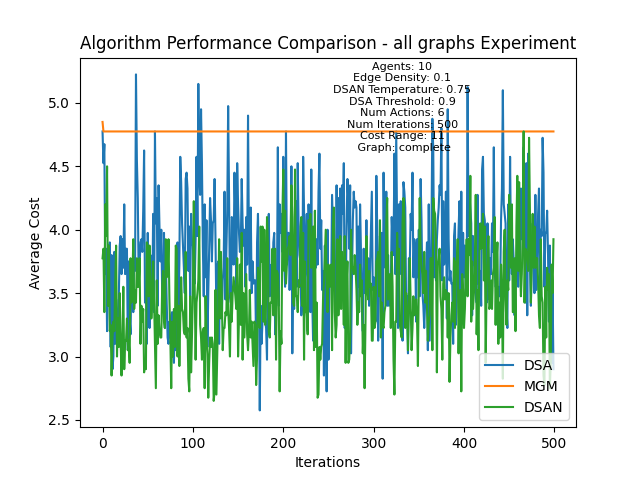 Algorithm Performance Comparison - all graphs Experiment
Agents: 10
Edge Density: 0.1
DSAN Temperature: 0.75
DSA Threshold: 0.9
Num Actions: 6
Num Iterations: 500
Cost Range: 11
Graph: complete
Average Cost
5.0
4.5
4.0
3.5
3.0
2.5
0
100
200
300
400
500
Iterations
DSA
MGM
DSAN